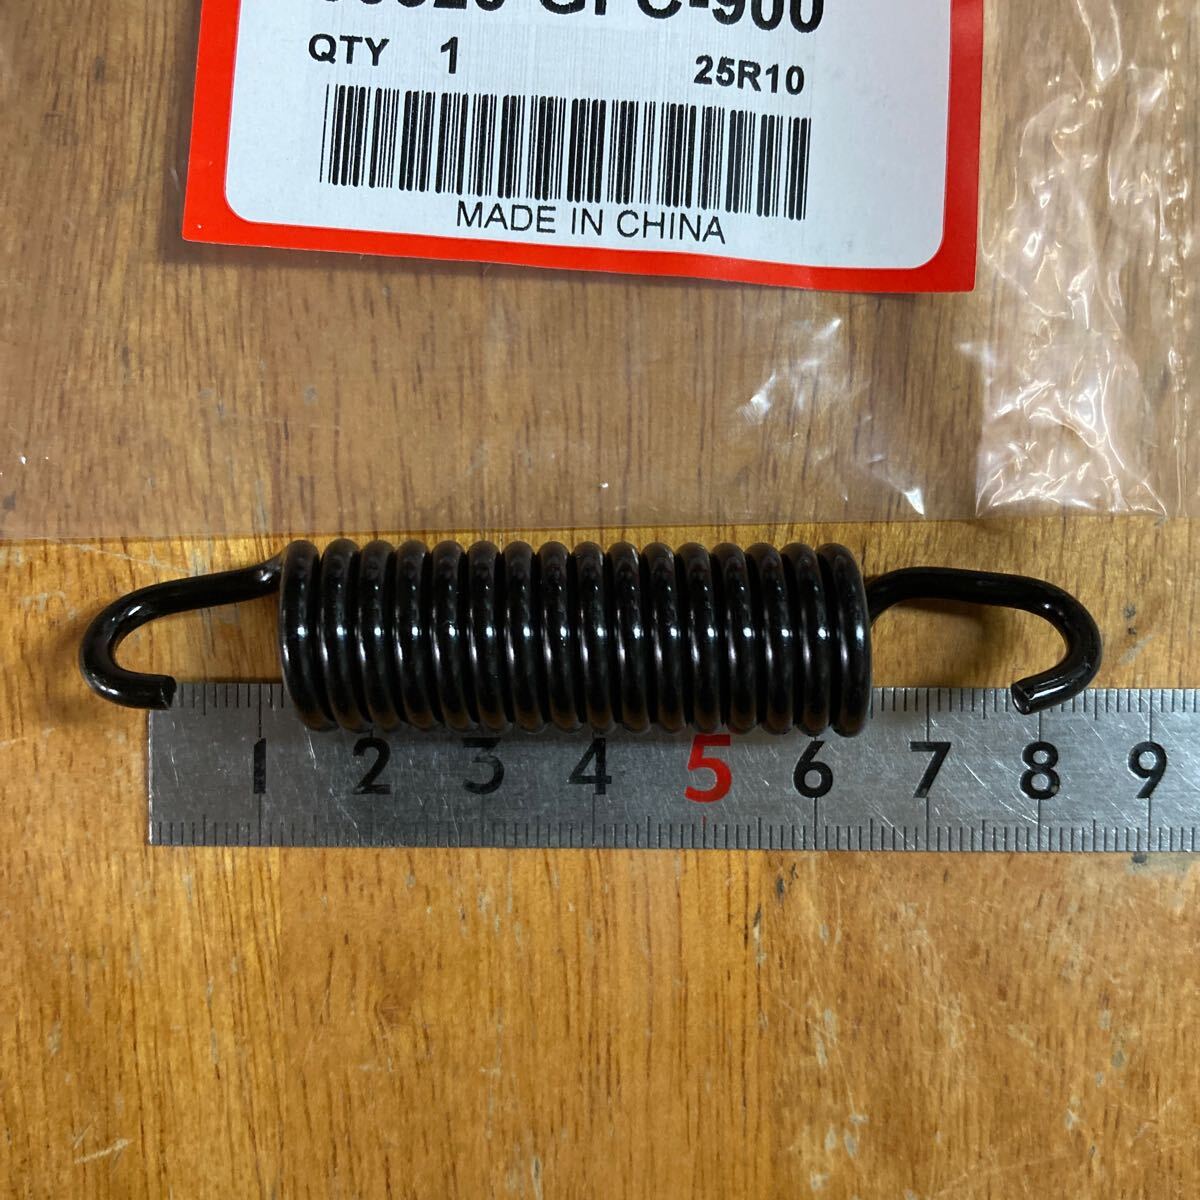 QTY 1 25R10
MADE IN CHINA
1 2 3 4 5 6 7 8 9